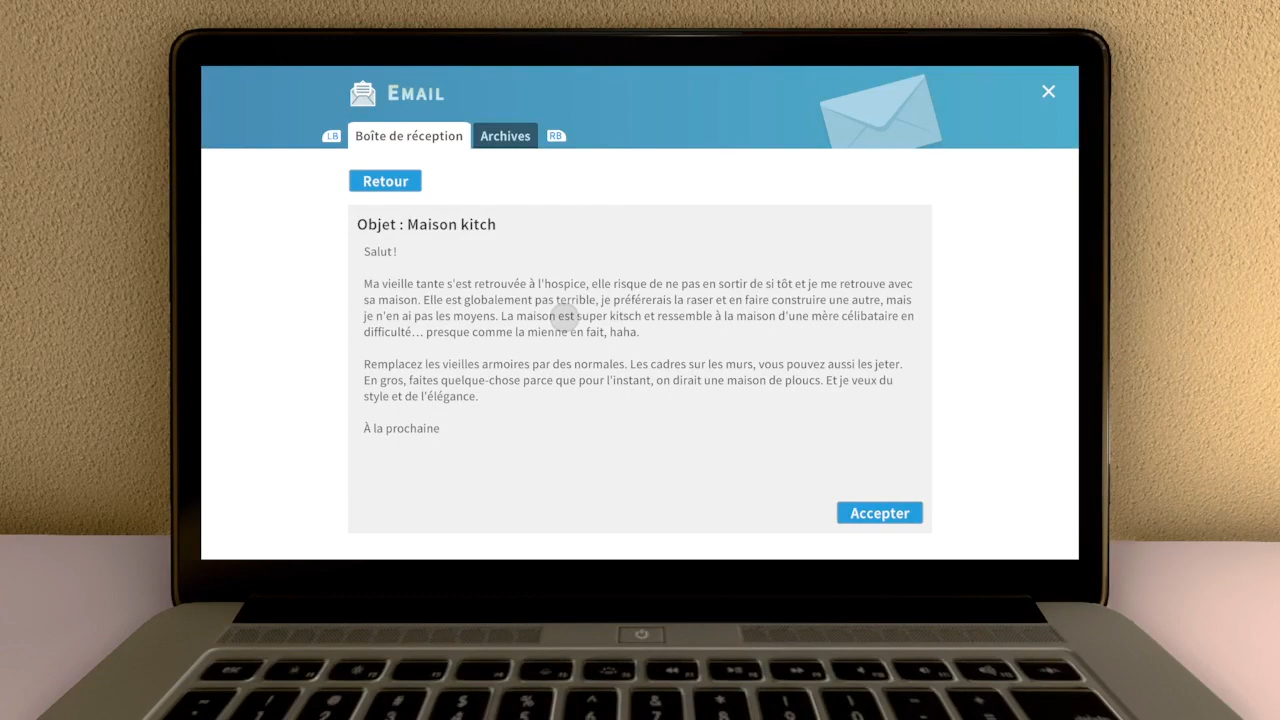 EMAIL
LB Boîte de réception Archives RB
Retour
Objet : Maison kitch
Salut !
Ma vieille tante s'est retrouvée à l'hospice, elle risque de ne pas en sortir de si tôt et je me retrouve avec
sa maison. Elle est globalement pas terrible, je préférerais la raser et en faire construire une autre, mais
je n'en ai pas les moyens. La maison est super kitsch et ressemble à la maison d'une mère célibataire en
difficulté… presque comme la mienne en fait, haha.
Remplacez les vieilles armoires par des normales. Les cadres sur les murs, vous pouvez aussi les jeter.
En gros, faites quelque-chose parce que pour l'instant, on dirait une maison de ploucs. Et je veux du
style et de l'élégance.
À la prochaine
Accepter
esc